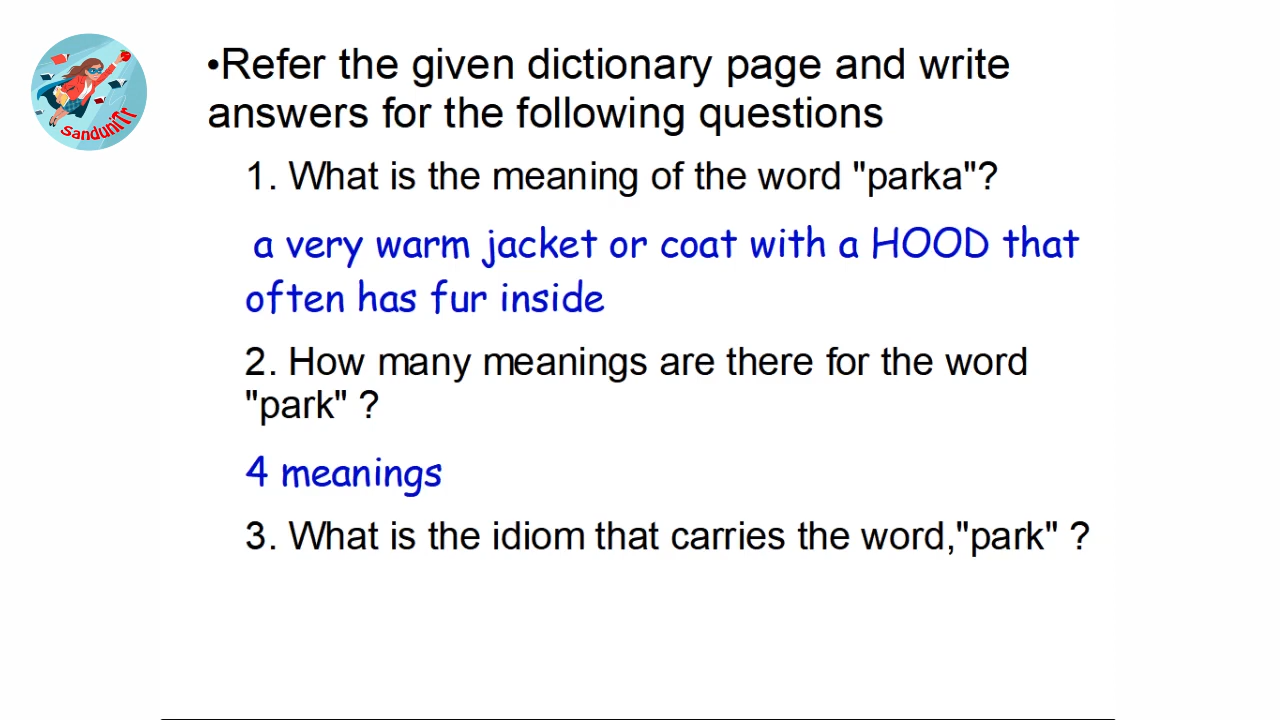 SanduniTr
•Refer the given dictionary page and write
answers for the following questions
1. What is the meaning of the word "parka"?
a very warm jacket or coat with a HOOD that
often has fur inside
2. How many meanings are there for the word
"park" ?
4 meanings
3. What is the idiom that carries the word,"park" ?